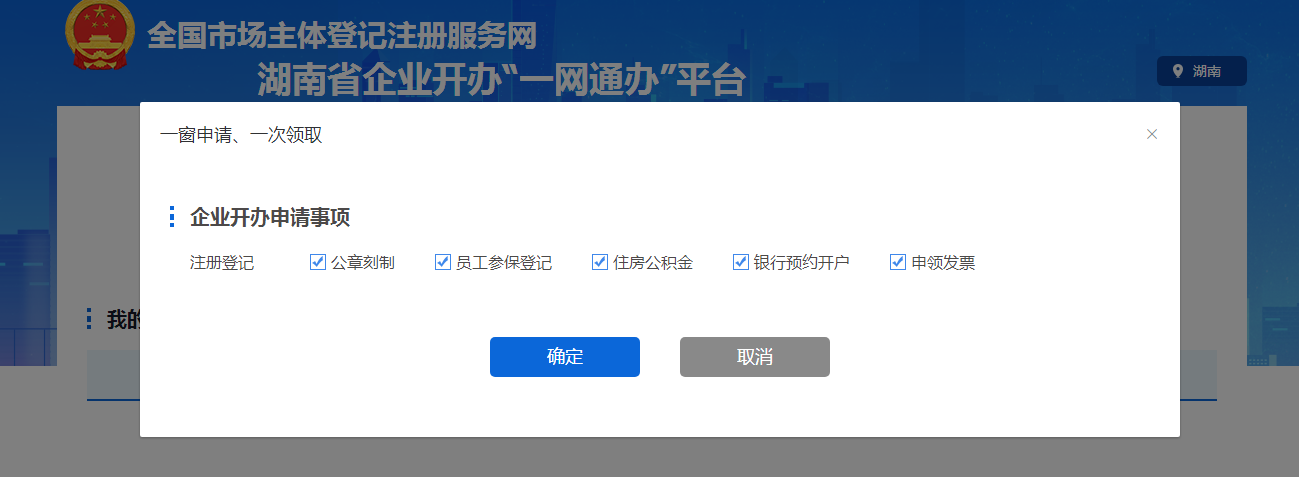 全国市场主体登记注册服务网
湖南省企业开办“一网通办”平台
湖南
一窗申请、一次领取
企业开办申请事项
注册登记 公章刻制 员工参保登记 住房公积金 银行预约开户 申领发票
我的
确定 取消